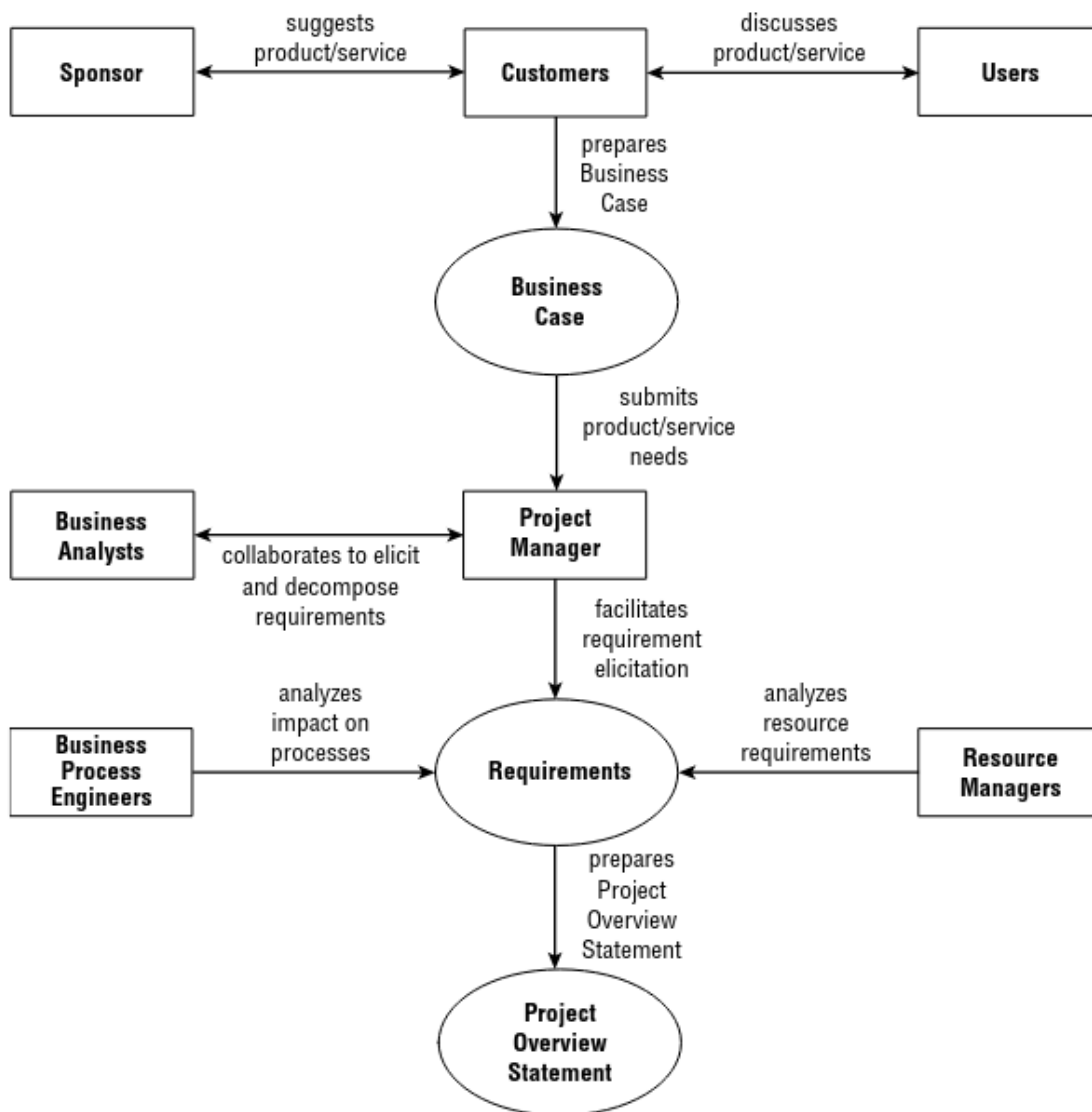 suggests
product/service
discusses
product/service
Sponsor
Customers
Users
prepares
Business
Case
Business
Case
submits
product/service
needs
Business
Analysts
Project
Manager
collaborates to elicit
and decompose
requirements
facilitates
requirement
elicitation
analyzes
impact on
processes
analyzes
resource
requirements
Business
Process
Engineers
Requirements
Resource
Managers
prepares
Project
Overview
Statement
Project
Overview
Statement